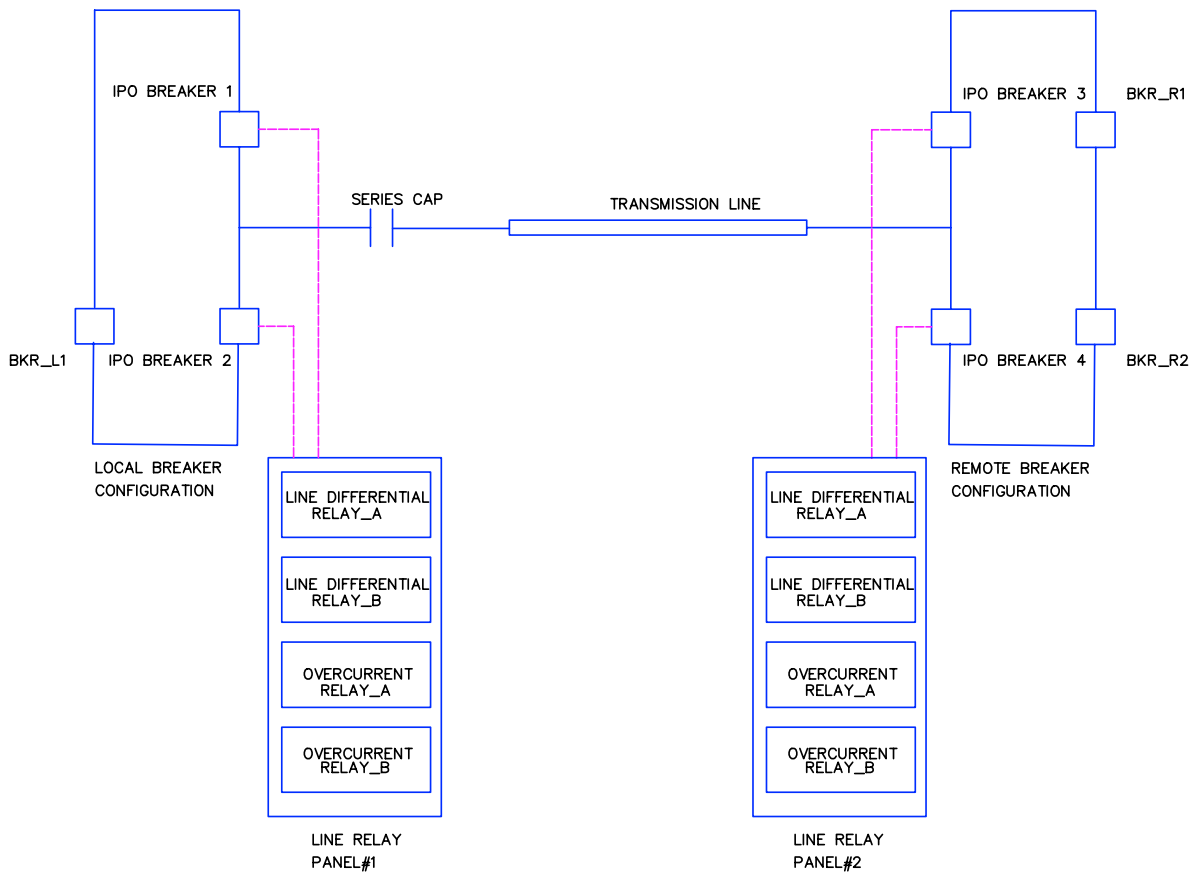 IPO BREAKER 1
IPO BREAKER 3
BKR_R1
SERIES CAP
TRANSMISSION LINE
BKR_L1
IPO BREAKER 2
IPO BREAKER 4
BKR_R2
LOCAL BREAKER
CONFIGURATION
REMOTE BREAKER
CONFIGURATION
LINE DIFFERENTIAL
RELAY_A
LINE DIFFERENTIAL
RELAY_B
OVERCURRENT
RELAY_A
OVERCURRENT
RELAY_B
LINE RELAY
PANEL#1
LINE DIFFERENTIAL
RELAY_A
LINE DIFFERENTIAL
RELAY_B
OVERCURRENT
RELAY_A
OVERCURRENT
RELAY_B
LINE RELAY
PANEL#2